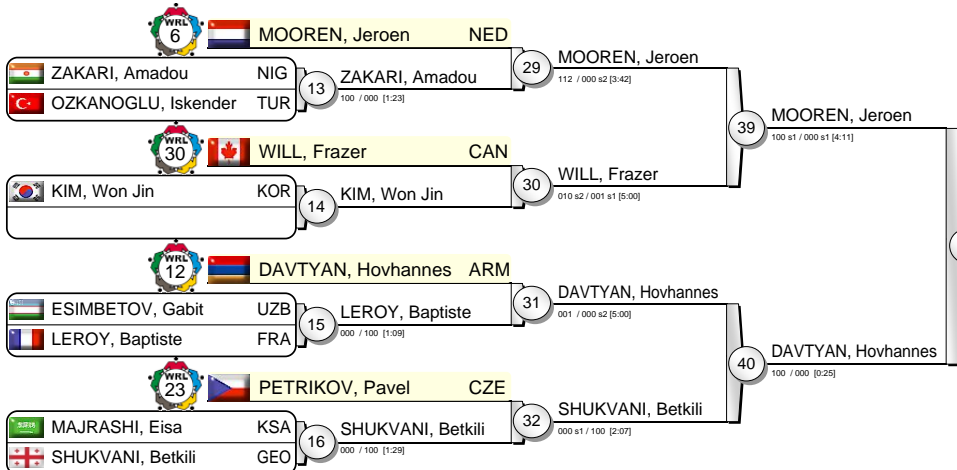 WRL
6
MOOREN, Jeroen NED
ZAKARI, Amadou NIG
OZKANOGLU, Iskender TUR
13
ZAKARI, Amadou
100 / 000 [1:23]
29
MOOREN, Jeroen
112 / 000 s2 [3:42]
WRL
30
WILL, Frazer CAN
KIM, Won Jin KOR
14
KIM, Won Jin
30
WILL, Frazer
010 s2 / 001 s1 [5:00]
39
MOOREN, Jeroen
100 s1 / 000 s1 [4:11]
WRL
12
DAVTYAN, Hovhannes ARM
ESIMBETOV, Gabit UZB
LEROY, Baptiste FRA
15
LEROY, Baptiste
000 / 100 [1:09]
31
DAVTYAN, Hovhannes
001 / 000 s2 [5:00]
WRL
23
PETRIKOV, Pavel CZE
MAJRASHI, Eisa KSA
SHUKVANI, Betkili GEO
16
SHUKVANI, Betkili
000 / 100 [1:29]
32
SHUKVANI, Betkili
000 s1 / 100 [2:07]
40
DAVTYAN, Hovhannes
100 / 000 [0:25]